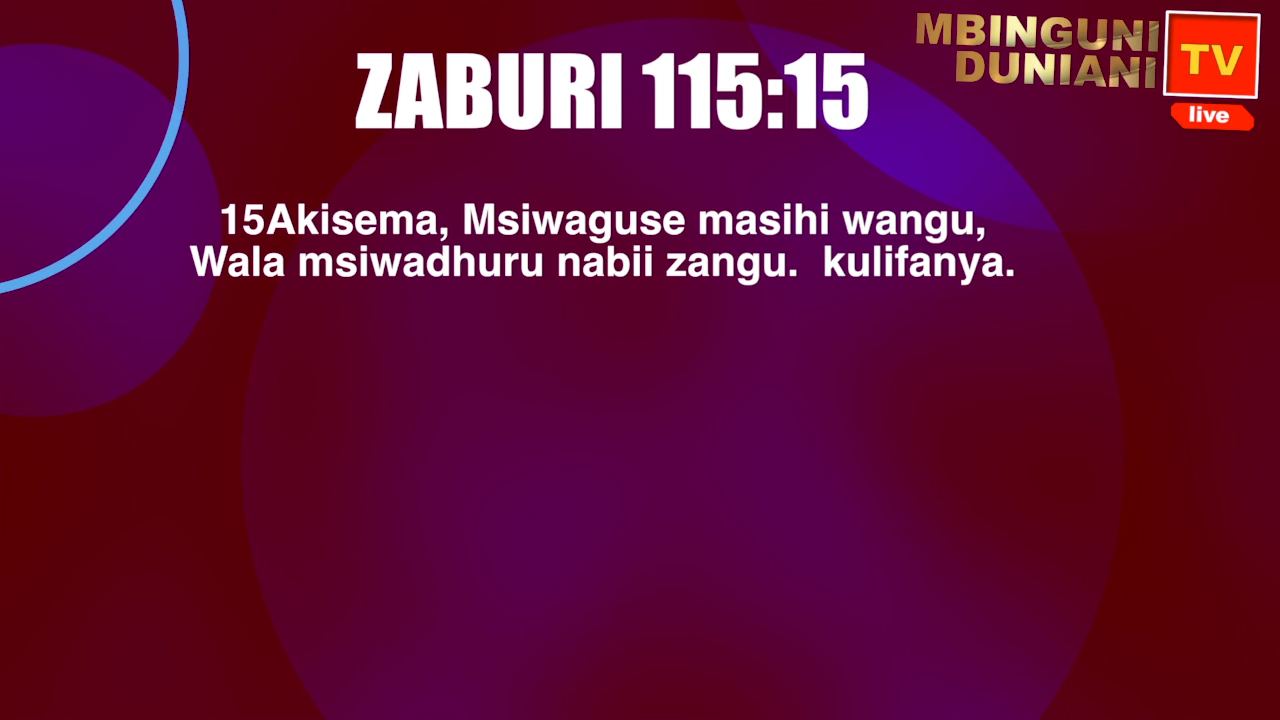 MBINGUNI
DUNIANI
TV
live
ZABURI 115:15
15Akisema, Msiwaguse masihi wangu,
Wala msiwadhuru nabii zangu.  kulifanya.